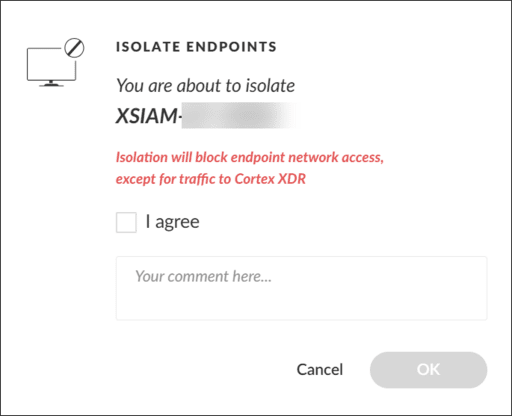 ISOLATE ENDPOINTS
You are about to isolate
XSIAM-
Isolation will block endpoint network access,
except for traffic to Cortex XDR
I agree
Your comment here...
Cancel
OK